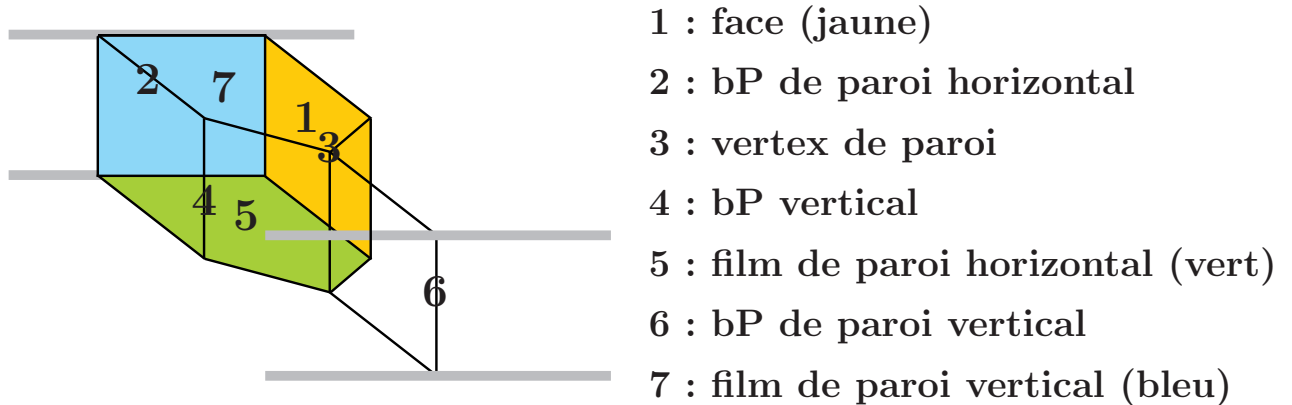 2
7
1
3
4
5
6
1 : face (jaune)
2 : bP de paroi horizontal
3 : vertex de paroi
4 : bP vertical
5 : film de paroi horizontal (vert)
6 : bP de paroi vertical
7 : film de paroi vertical (bleu)